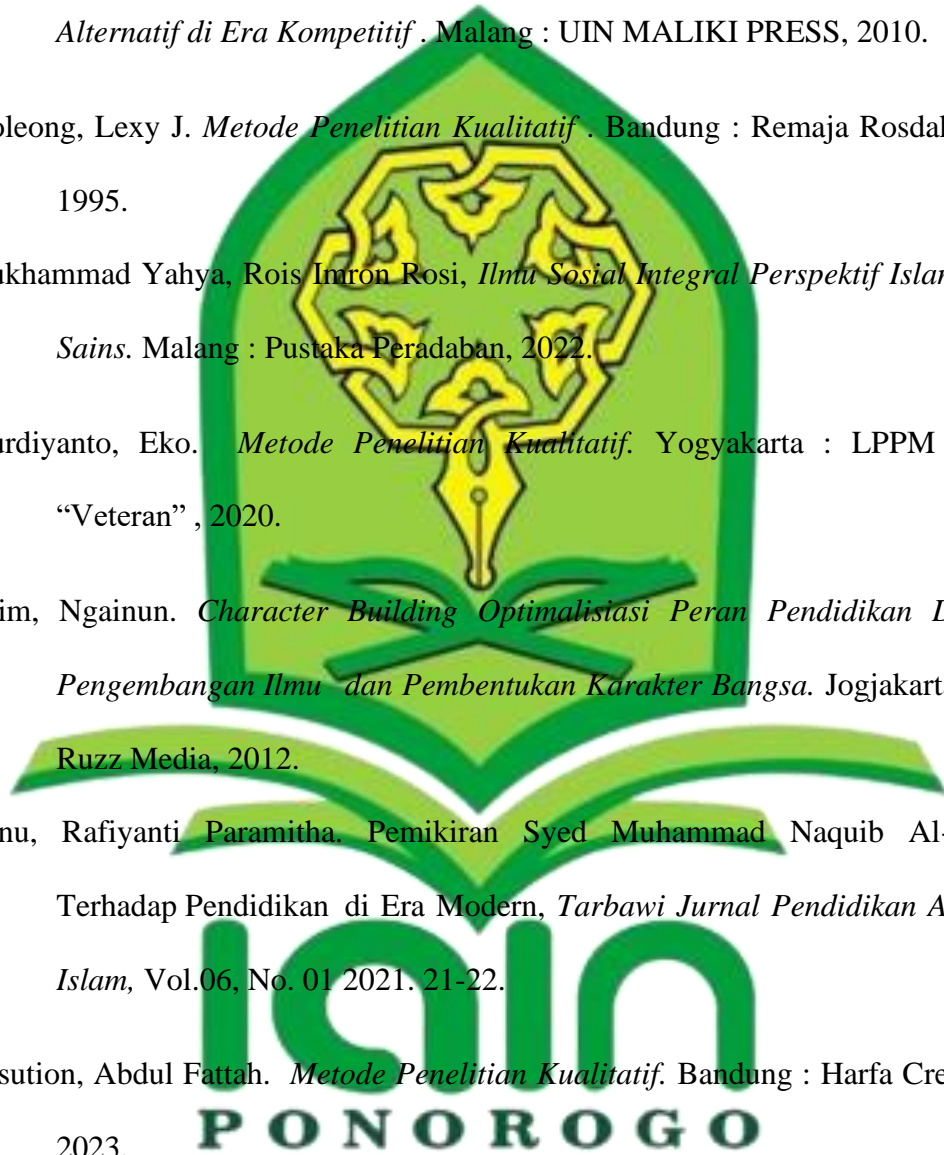 Alternatif di Era Kompetitif . Malang : UIN MALIKI PRESS, 2010.
oleong, Lexy J. Metode Penelitian Kualitatif . Bandung : Remaja Rosdal
1995.
ukhammad Yahya, Rois Imron Rosi, Ilmu Sosial Integral Perspektif Islam
Sains. Malang : Pustaka Peradaban, 2022.
urdiyanto, Eko. Metode Penelitian Kualitatif. Yogyakarta : LPPM
“Veteran” , 2020.
im, Ngainun. Character Building Optimalisiasi Peran Pendidikan D
Pengembangan Ilmu dan Pembentukan Karakter Bangsa. Jogjakart
Ruzz Media, 2012.
nu, Rafiyanti Paramitha. Pemikiran Syed Muhammad Naquib Al-
Terhadap Pendidikan di Era Modern, Tarbawi Jurnal Pendidikan A
Islam, Vol.06, No. 01 2021. 21-22.
sution, Abdul Fattah. Metode Penelitian Kualitatif. Bandung : Harfa Cre
2023.
iain
PONOROGO